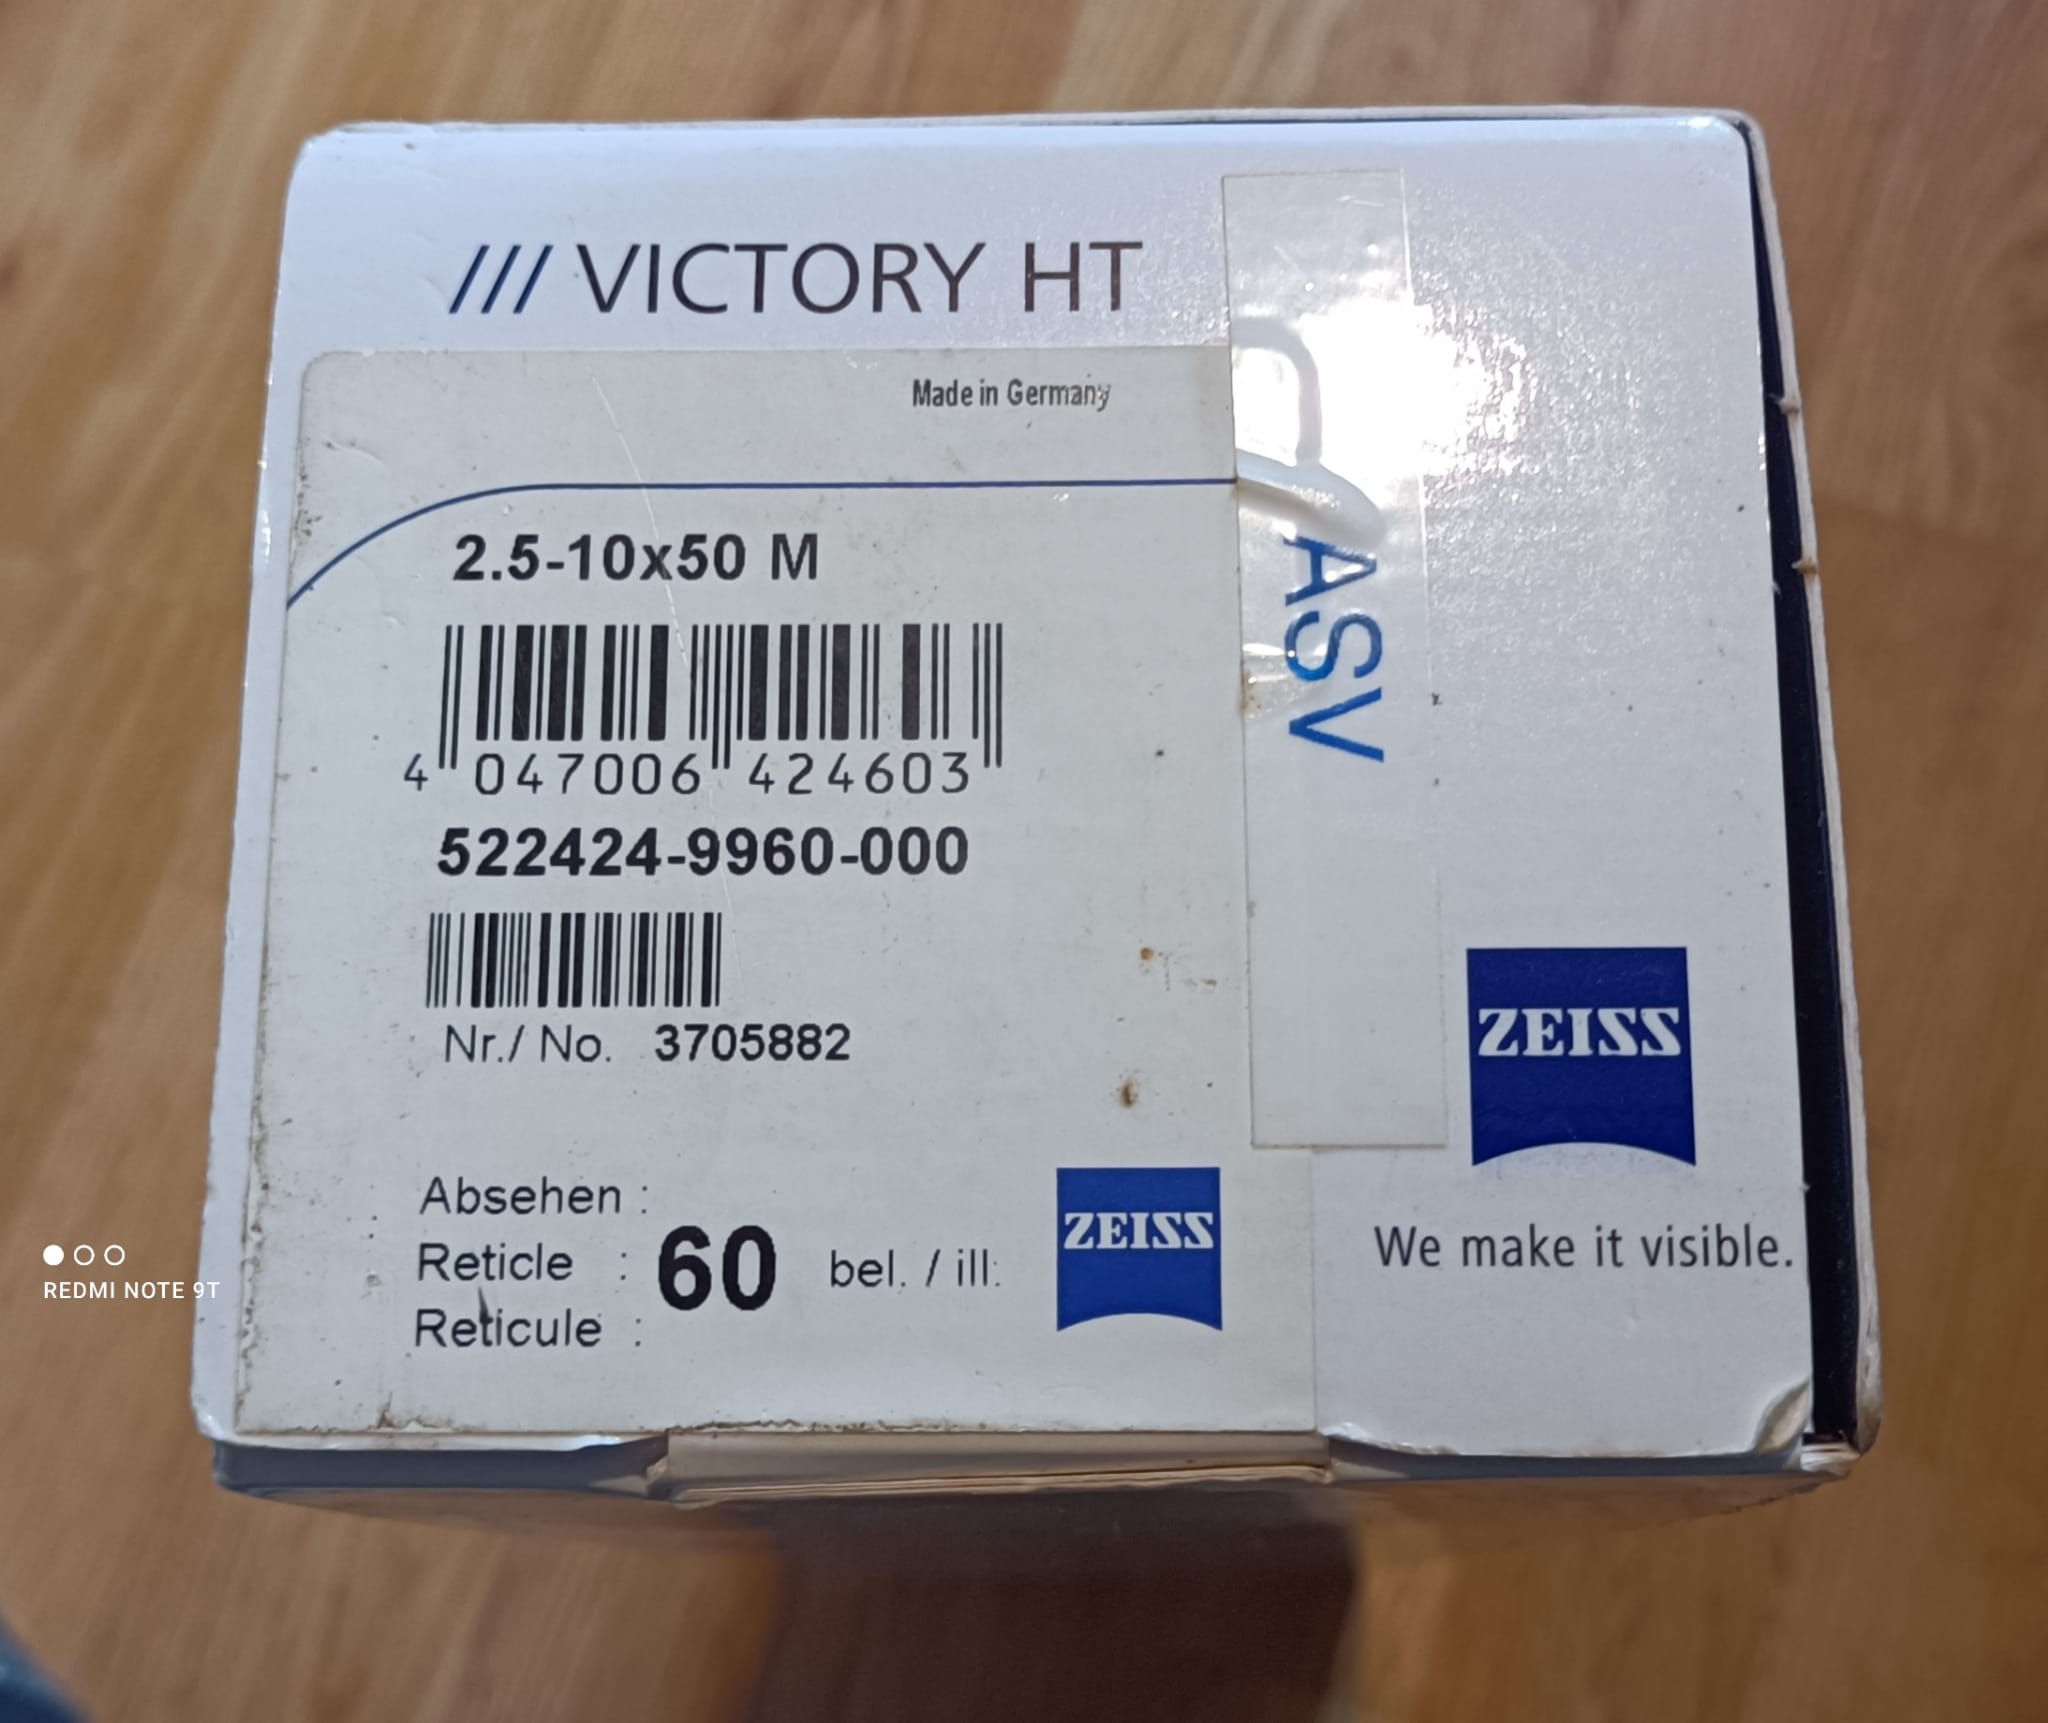 /// VICTORY HT
Made in Germany
2.5-10x50 M
4 047006 424603
522424-9960-000
Nr./ No. 3705882
Absehen :
Reticle : 60 bel. / ill.
Reticule :
ZEISS
ASV
ZEISS
We make it visible.
REDMI NOTE 9T